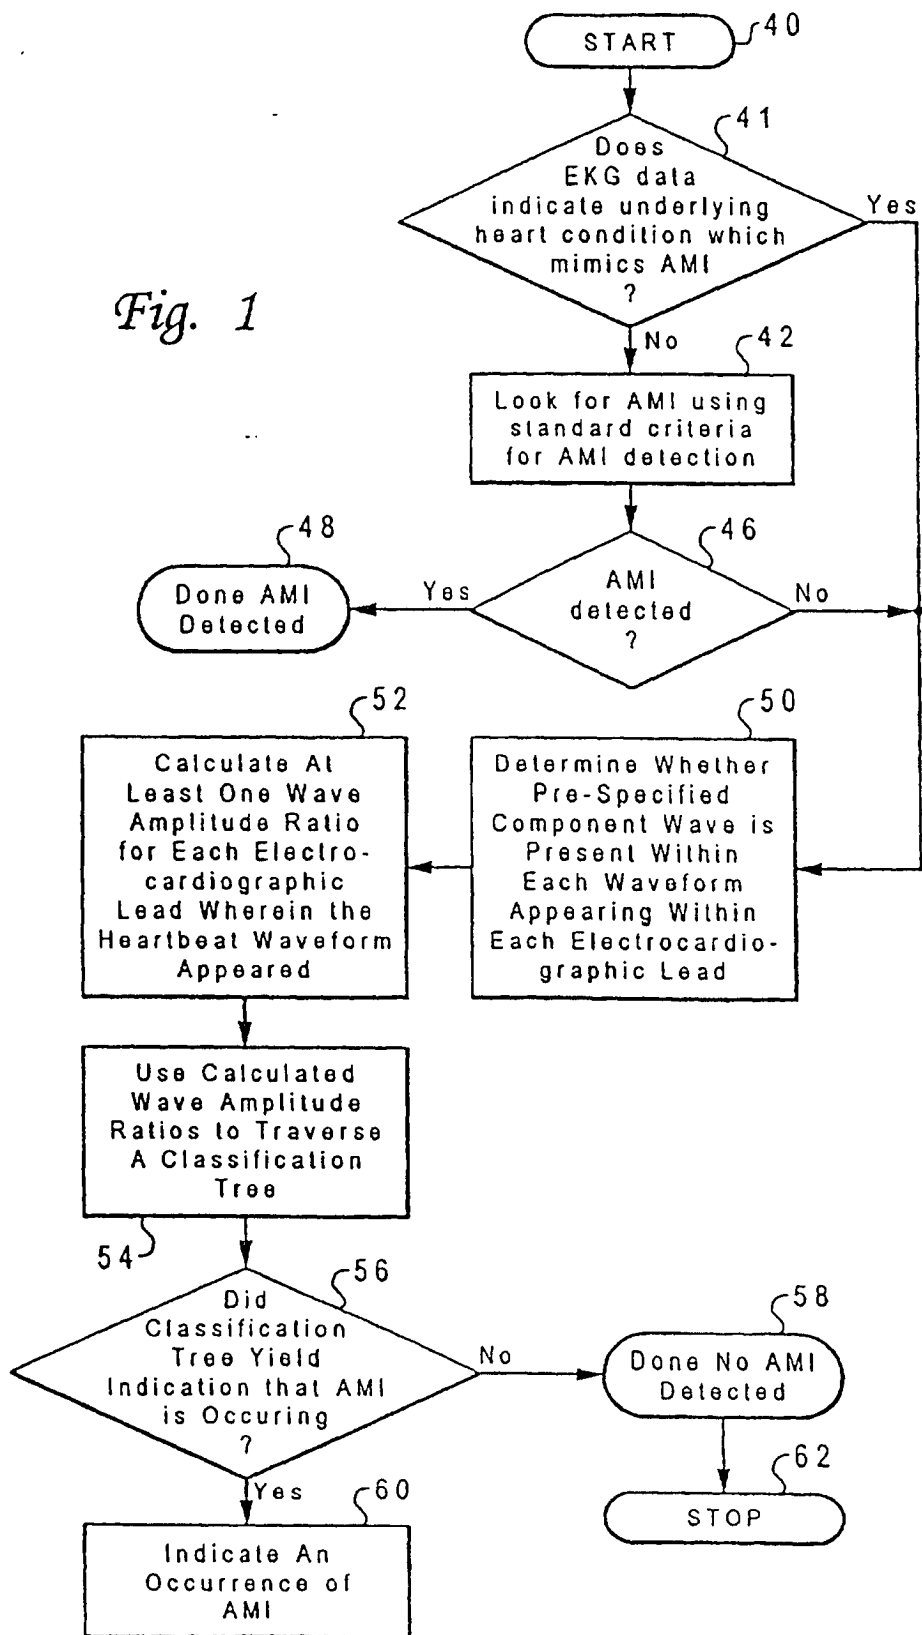 START
40
41
Does
EKG data
indicate underlying
heart condition which
mimics AMI
?
Yes
Fig. 1
No
42
Look for AMI using
standard criteria
for AMI detection
48
Done AMI
Detected
Yes
46
AMI
detected
?
No
52
Calculate At
Least One Wave
Amplitude Ratio
for Each Electro-
cardiographic
Lead Wherein the
Heartbeat Waveform
Appeared
50
Determine Whether
Pre-Specified
Component Wave is
Present Within
Each Waveform
Appearing Within
Each Electrocardio-
graphic Lead
Use Calculated
Wave Amplitude
Ratios to Traverse
A Classification
Tree
54
56
Did
Classification
Tree Yield
Indication that AMI
is Occuring
?
No
58
Done No AMI
Detected
62
STOP
Yes
60
Indicate An
Occurrence of
AMI